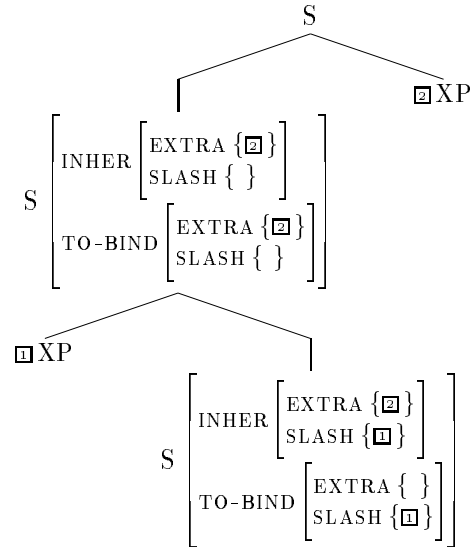 S
2 XP
EXTRA {2}
INHER
SLASH { }
S
EXTRA {2}
TO-BIND
SLASH { }
1 XP
EXTRA {2}
INHER
SLASH {1}
S
EXTRA { }
TO-BIND
SLASH {1}